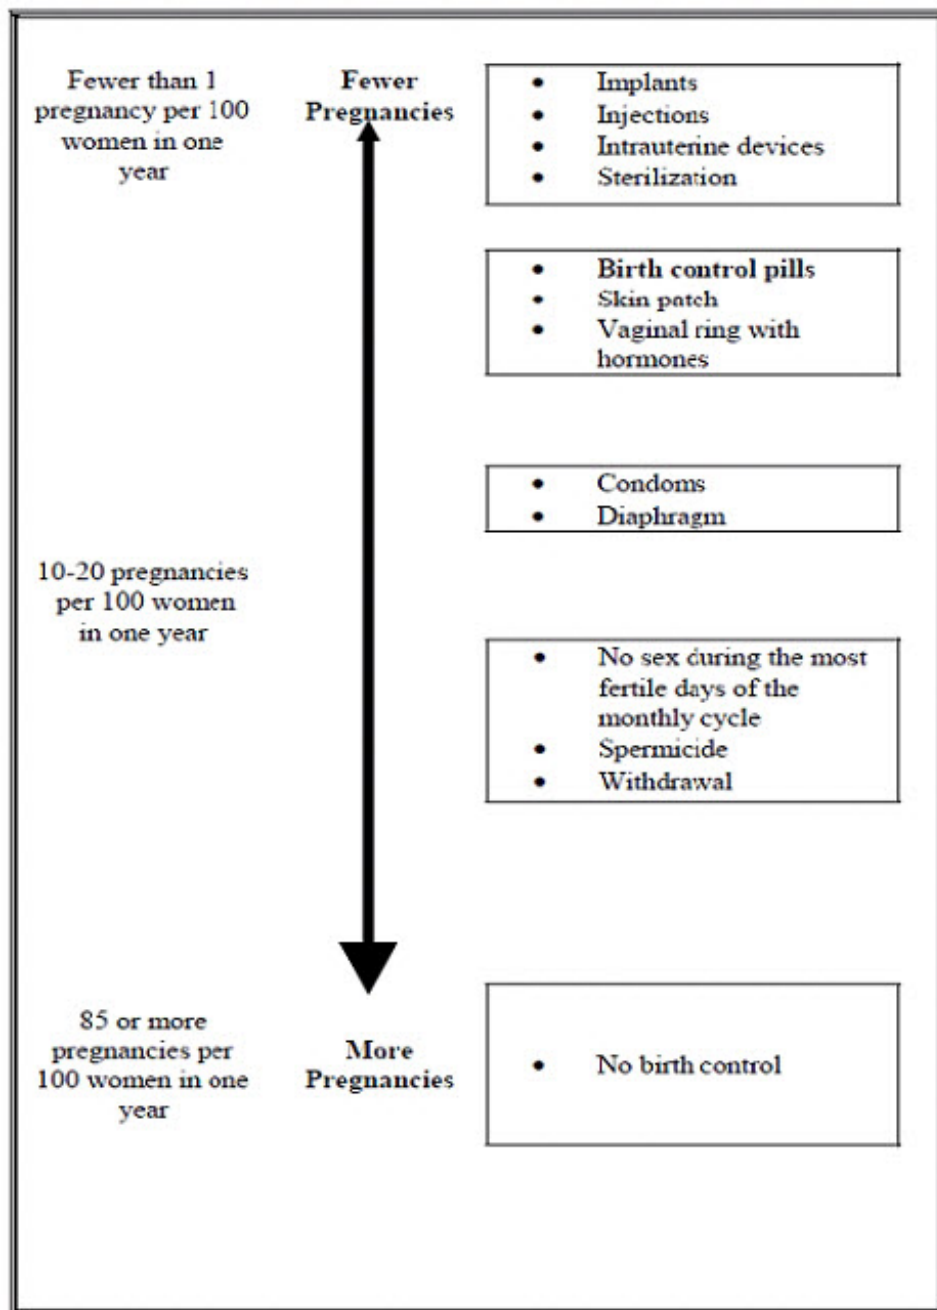 Fewer than 1
pregnancy per 100
women in one
year
Fewer
Pregnancies
• Implants
• Injections
• Intrauterine devices
• Sterilization
• Birth control pills
• Skin patch
• Vaginal ring with
hormones
• Condoms
• Diaphragm
10-20 pregnancies
per 100 women
in one year
• No sex during the most
fertile days of the
monthly cycle
• Spermicide
• Withdrawal
85 or more
pregnancies per
100 women in one
year
More
Pregnancies
• No birth control